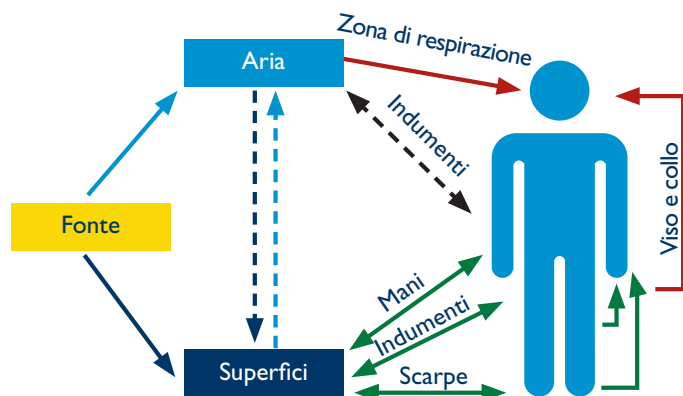 Zona di respirazione
Aria
Indumenti
Viso e collo
Fonte
Mani
Indumenti
Superfici
Scarpe